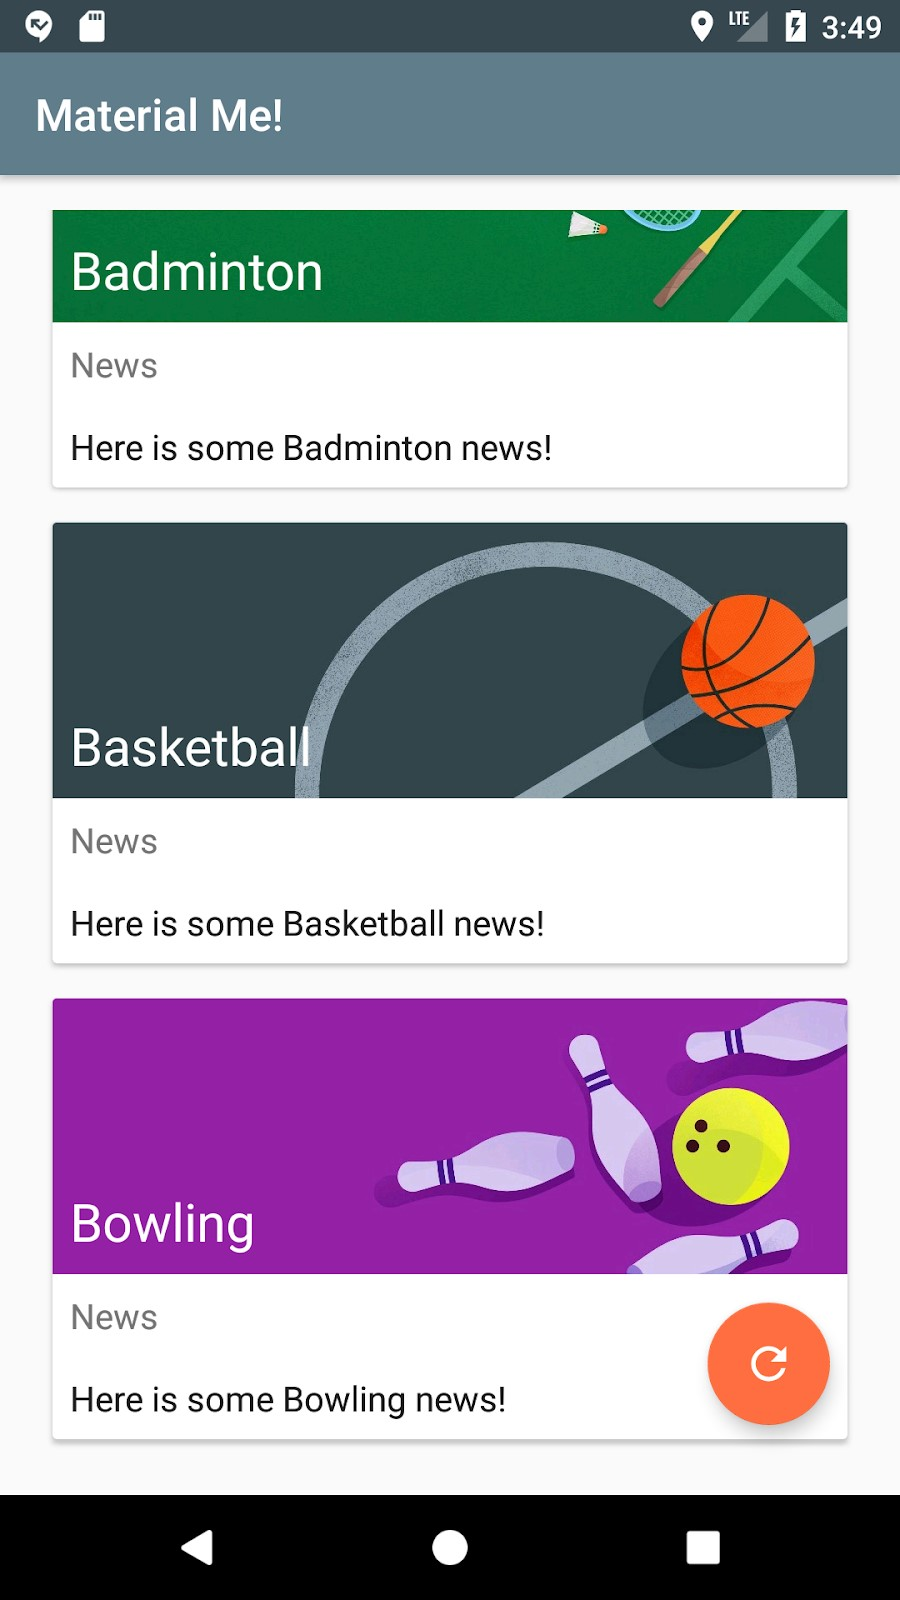 LTE 3:49
Material Me!
Badminton
News
Here is some Badminton news!
Basketball
News
Here is some Basketball news!
Bowling
News
Here is some Bowling news!